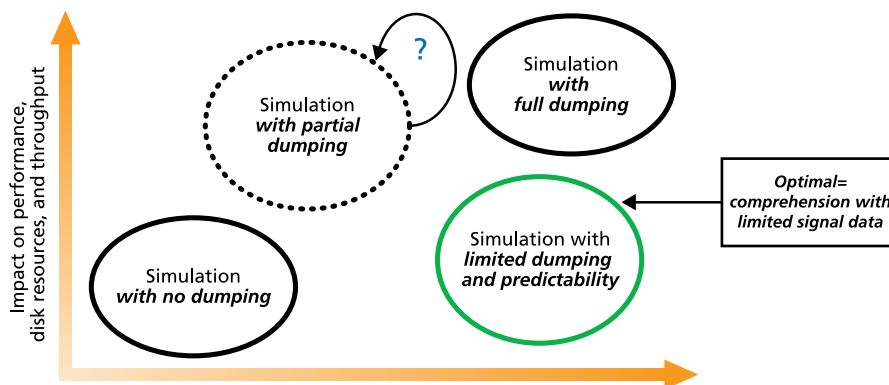 Impact on performance,
disk resources, and throughput
Simulation
with partial
dumping
?
Simulation
with
full dumping
Simulation
with no dumping
Simulation with
limited dumping
and predictability
Optimal=
comprehension with
limited signal data